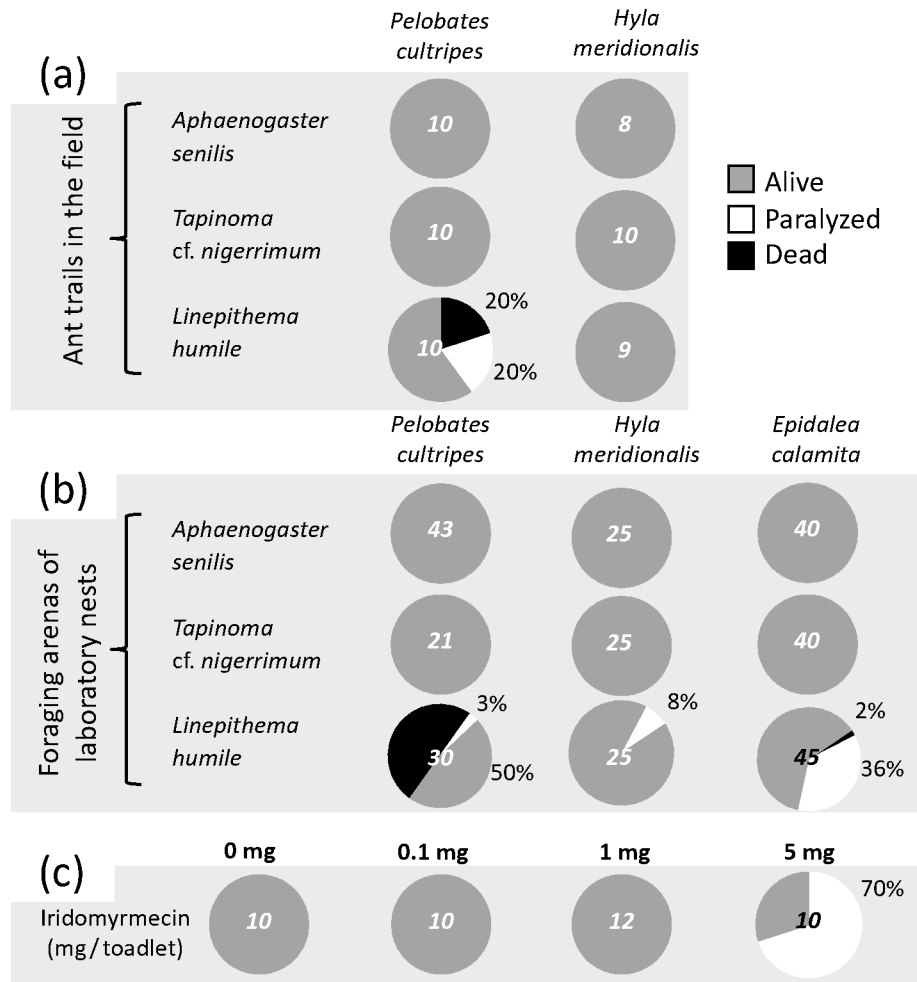 Pelobates
cultripes
Hyla
meridionalis
(a)
Ant trails in the field
Aphaenogaster
senilis
10
8
Tapinoma
cf. nigerrimum
10
10
Linepithema
humile
10
20%
20%
9
Alive
Paralyzed
Dead
Pelobates
cultripes
Hyla
meridionalis
Epidalea
calamita
(b)
Foraging arenas of
laboratory nests
Aphaenogaster
senilis
43
25
40
Tapinoma
cf. nigerrimum
21
25
40
Linepithema
humile
30
3%
50%
25
8%
45
2%
36%
(c)
0 mg
0.1 mg
1 mg
5 mg
Iridomyrmecin
(mg/toadlet)
10
10
12
10
70%